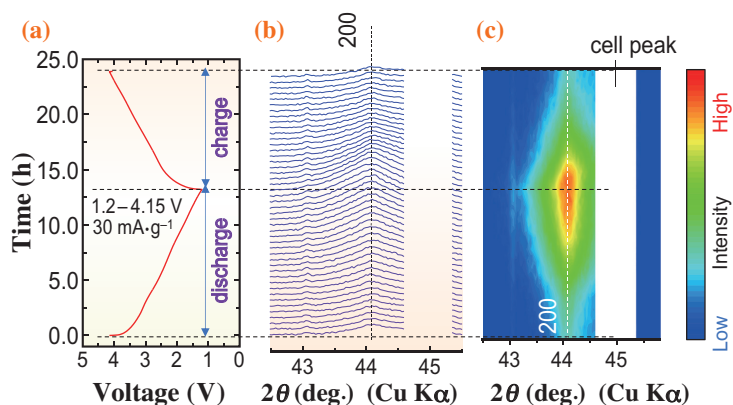 (a)
(b)
(c)
200
cell peak
25.0
20.0
15.0
10.0
5.0
0.0
Time (h)
charge
discharge
1.2–4.15 V
30 mA·g⁻¹
200
High
Intensity
Low
5 4 3 2 1 0
43 44 45
43 44 45
Voltage (V)
2θ (deg.) (Cu Kα)
2θ (deg.) (Cu Kα)